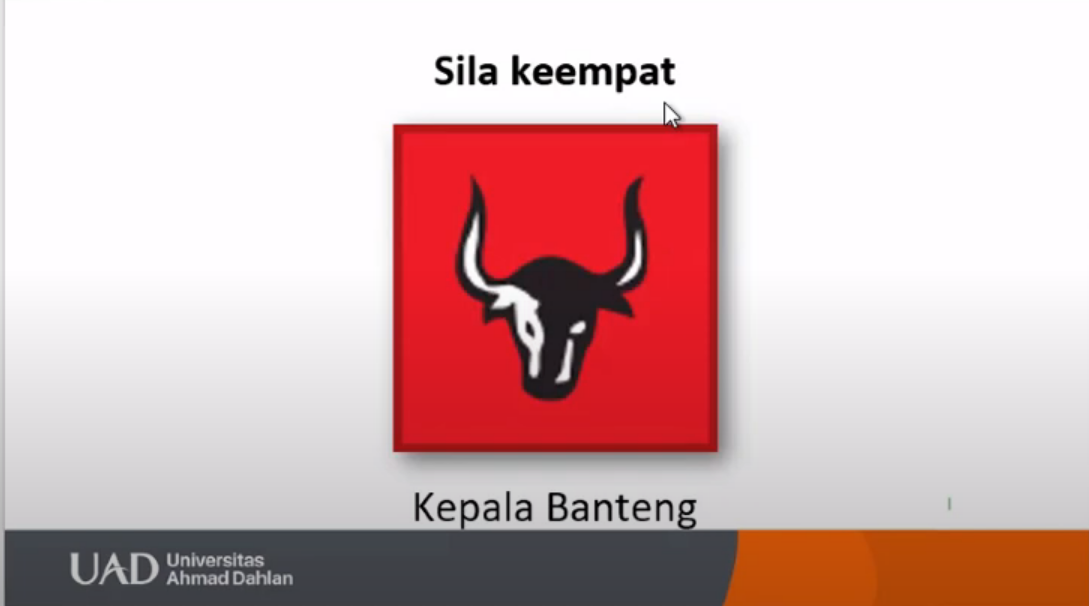 Sila keempat
Kepala Banteng
UAD Universitas
Ahmad Dahlan